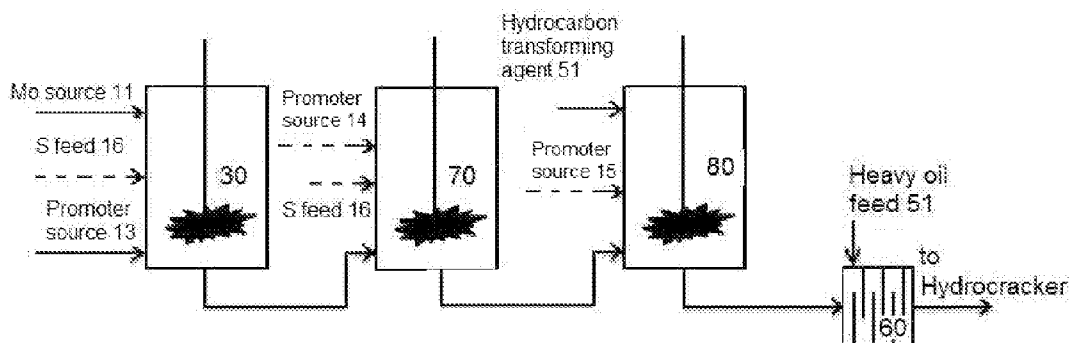 Hydrocarbon
transforming
agent 51
Mo source 11
S feed 16
Promoter
source 13
30
Promoter
source 14
S feed 16
70
Promoter
source 15
80
Heavy oil
feed 51
60
to
Hydrocracker